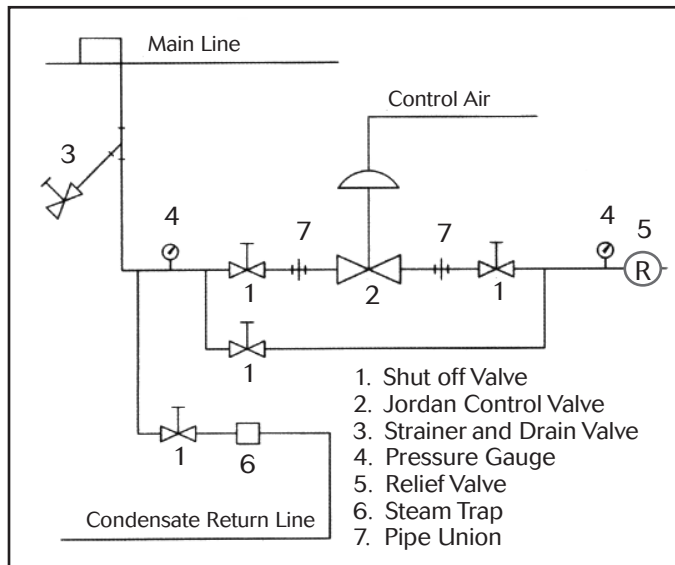 Main Line
Control Air
3
4
7
7
4
5
R
1
2
1
1
1
6
Condensate Return Line
1. Shut off Valve
2. Jordan Control Valve
3. Strainer and Drain Valve
4. Pressure Gauge
5. Relief Valve
6. Steam Trap
7. Pipe Union